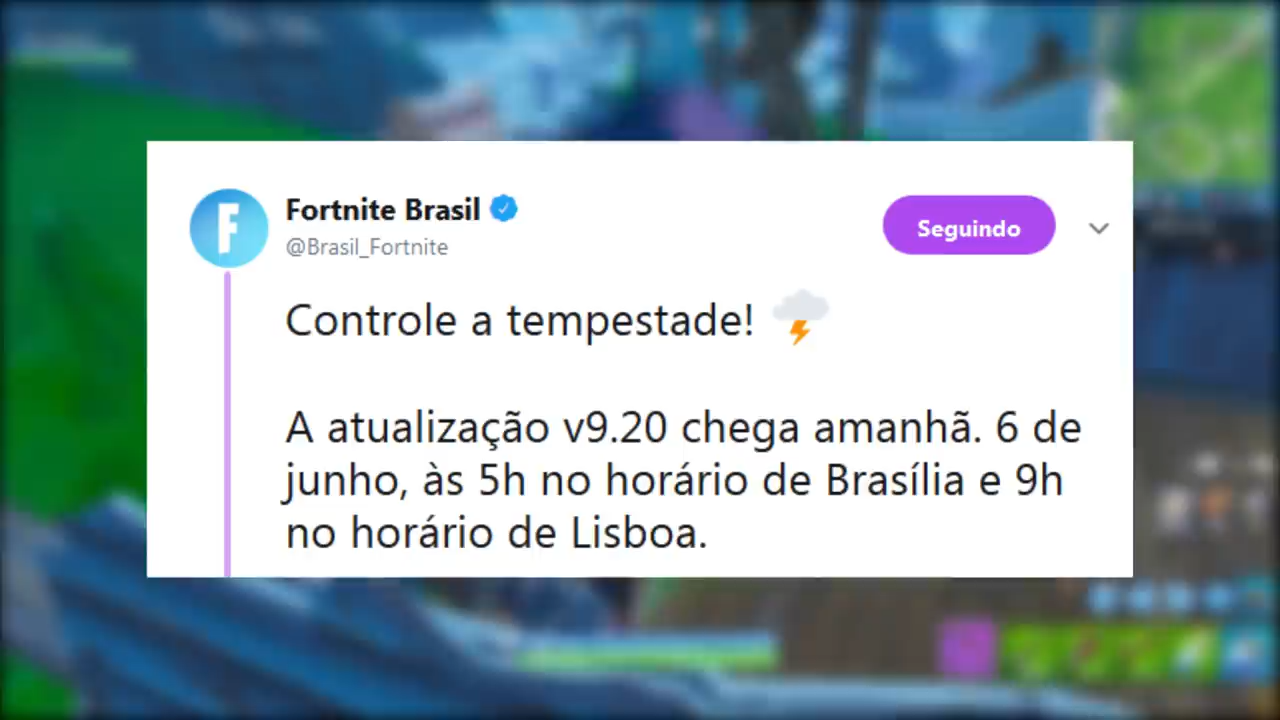 Fortnite Brasil
@Brasil_Fortnite
Seguindo
Controle a tempestade! 🌩
A atualização v9.20 chega amanhã. 6 de
junho, às 5h no horário de Brasília e 9h
no horário de Lisboa.